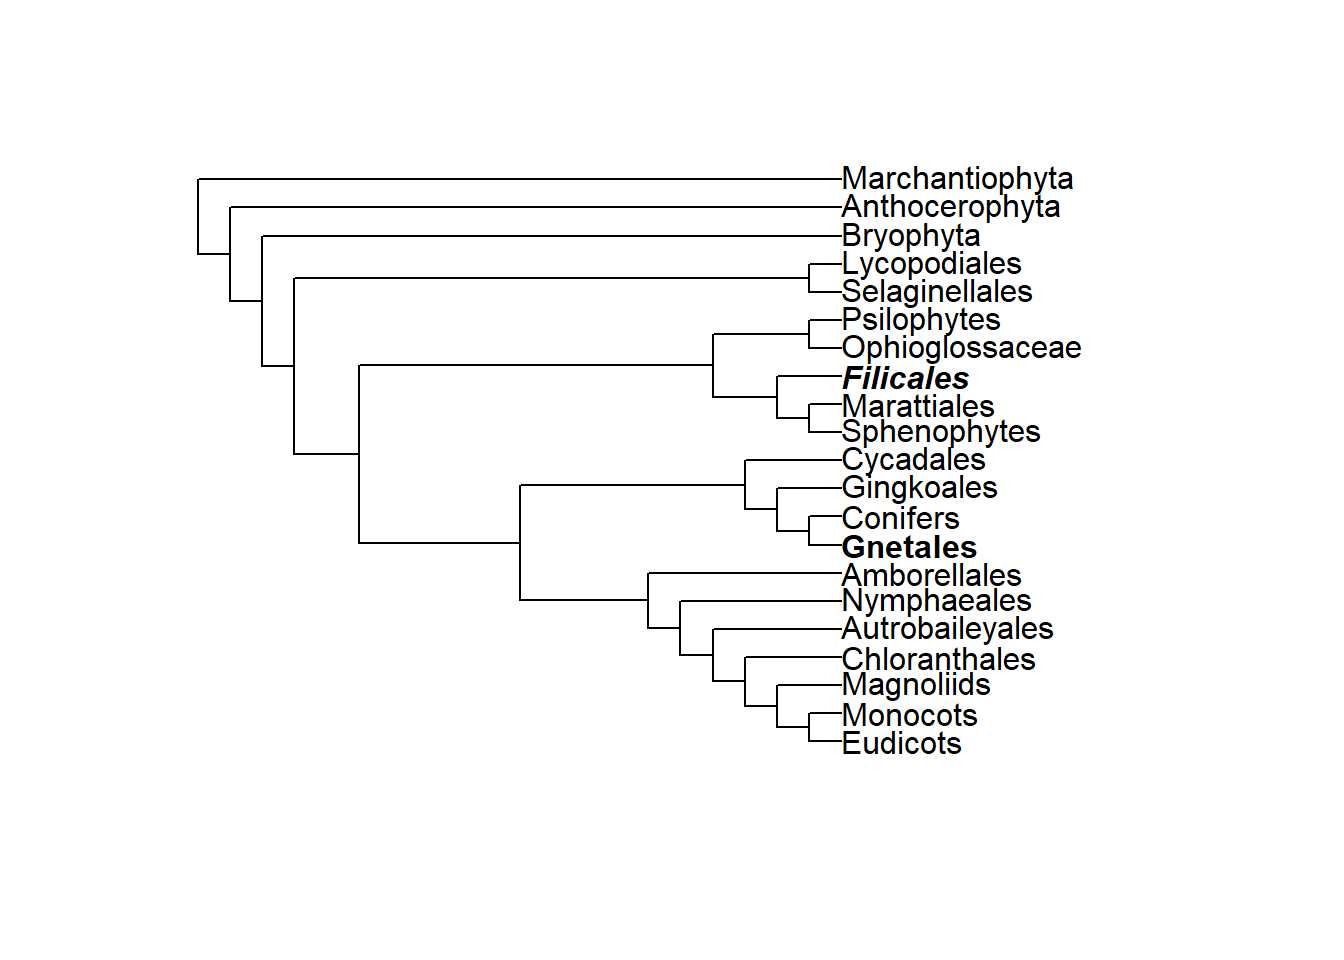 Marchantiophyta
Anthocerophyta
Bryophyta
Lycopodiales
Selaginellales
Psilophytes
Ophioglossaceae
Filicales
Marattiales
Sphenophytes
Cycadales
Gingkoales
Conifers
Gnetales
Amborellales
Nymphaeales
Autrobaileyales
Chloranthales
Magnoliids
Monocots
Eudicots